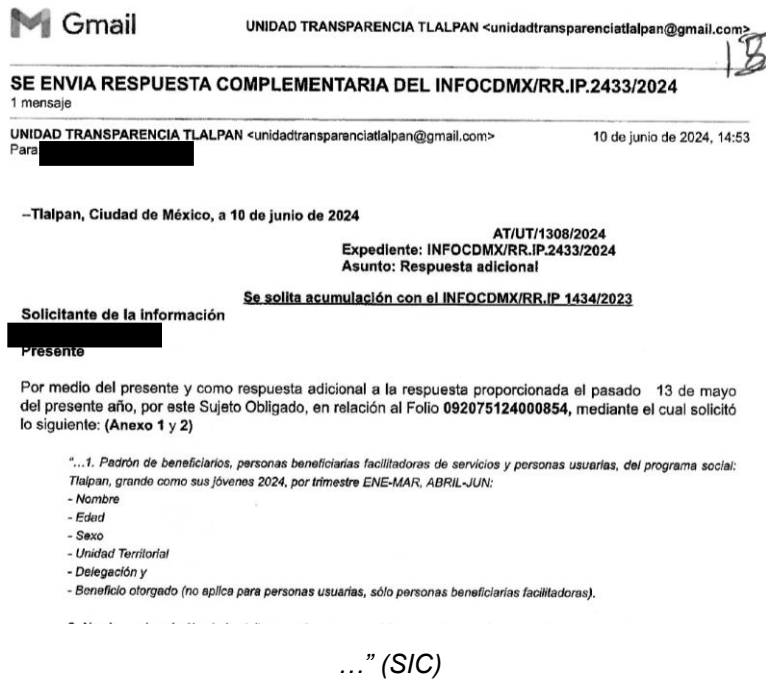 Gmail
UNIDAD TRANSPARENCIA TLALPAN <unidadtransparenciatlalpan@gmail.com>
SE ENVIA RESPUESTA COMPLEMENTARIA DEL INFOCDMX/RR.IP.2433/2024
1 mensaje
UNIDAD TRANSPARENCIA TLALPAN <unidadtransparenciatlalpan@gmail.com>
10 de junio de 2024, 14:53
Para
–Tlalpan, Ciudad de México, a 10 de junio de 2024
AT/UT/1308/2024
Expediente: INFOCDMX/RR.IP.2433/2024
Asunto: Respuesta adicional
Se solita acumulación con el INFOCDMX/RR.IP 1434/2023
Solicitante de la información
Presente
Por medio del presente y como respuesta adicional a la respuesta proporcionada el pasado 13 de mayo
del presente año, por este Sujeto Obligado, en relación al Folio 092075124000854, mediante el cual solicitó
lo siguiente: (Anexo 1 y 2)
"...1. Padrón de beneficiarios, personas beneficiarias facilitadoras de servicios y personas usuarias, del programa social:
Tlalpan, grande como sus jóvenes 2024, por trimestre ENE-MAR, ABRIL-JUN:
- Nombre
- Edad
- Sexo
- Unidad Territorial
- Delegación y
- Beneficio otorgado (no aplica para personas usuarias, sólo personas beneficiarias facilitadoras).
…” (SIC)